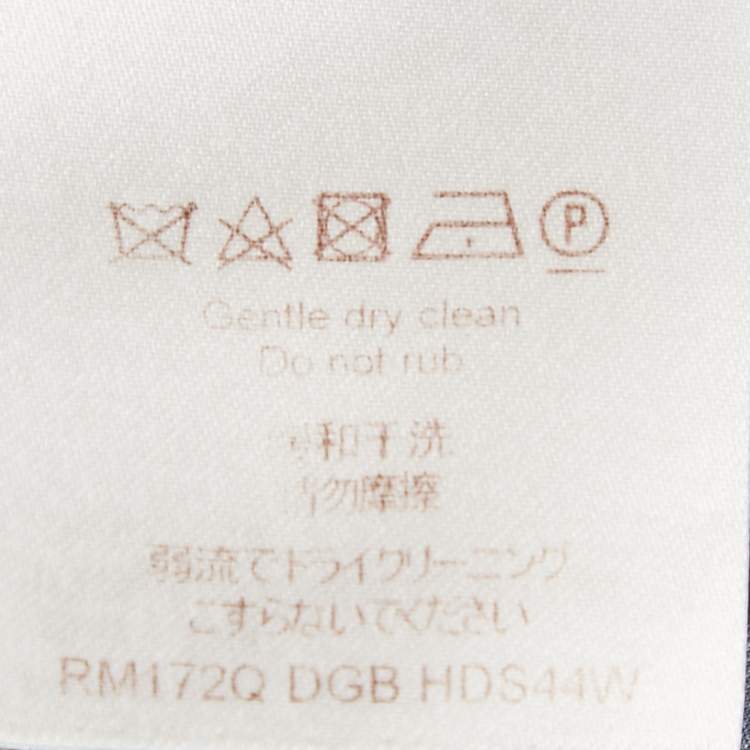 P
Gentle dry clean
Do not rub
和干洗
勿摩擦
弱流でドライクリーニング
こすらないでください
RM172Q DGB HDS44W